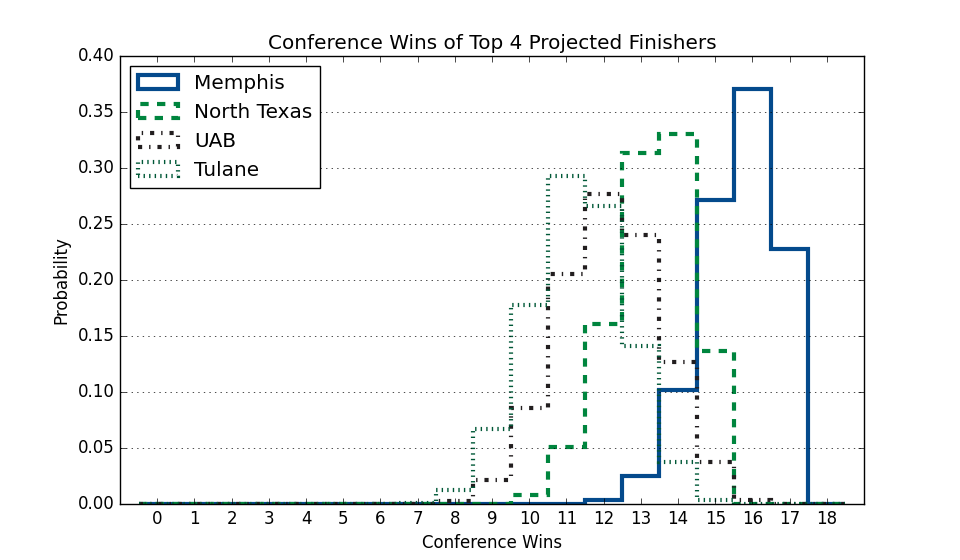 Conference Wins of Top 4 Projected Finishers
Memphis
North Texas
UAB
Tulane
Probability
0.40
0.35
0.30
0.25
0.20
0.15
0.10
0.05
0.00
0 1 2 3 4 5 6 7 8 9 10 11 12 13 14 15 16 17 18
Conference Wins